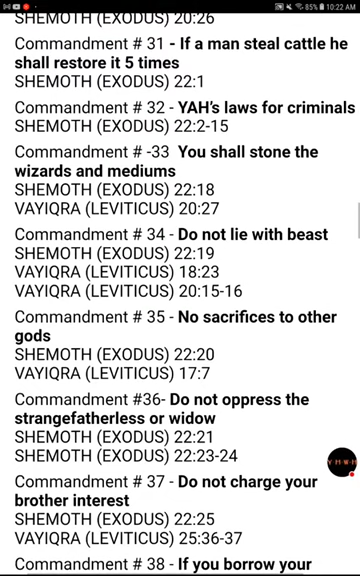 85% 10:22 AM
SHEMOTH (EXODUS) 20:26
Commandment # 31 - If a man steal cattle he
shall restore it 5 times
SHEMOTH (EXODUS) 22:1
Commandment # 32 - YAH's laws for criminals
SHEMOTH (EXODUS) 22:2-15
Commandment # -33 You shall stone the
wizards and mediums
SHEMOTH (EXODUS) 22:18
VAYIQRA (LEVITICUS) 20:27
Commandment # 34 - Do not lie with beast
SHEMOTH (EXODUS) 22:19
VAYIQRA (LEVITICUS) 18:23
VAYIQRA (LEVITICUS) 20:15-16
Commandment # 35 - No sacrifices to other
gods
SHEMOTH (EXODUS) 22:20
VAYIQRA (LEVITICUS) 17:7
Commandment #36- Do not oppress the
strangefatherless or widow
SHEMOTH (EXODUS) 22:21
SHEMOTH (EXODUS) 22:23-24
Y-M-W-H
Commandment # 37 - Do not charge your
brother interest
SHEMOTH (EXODUS) 22:25
VAYIQRA (LEVITICUS) 25:36-37
Commandment # 38 - If you borrow your